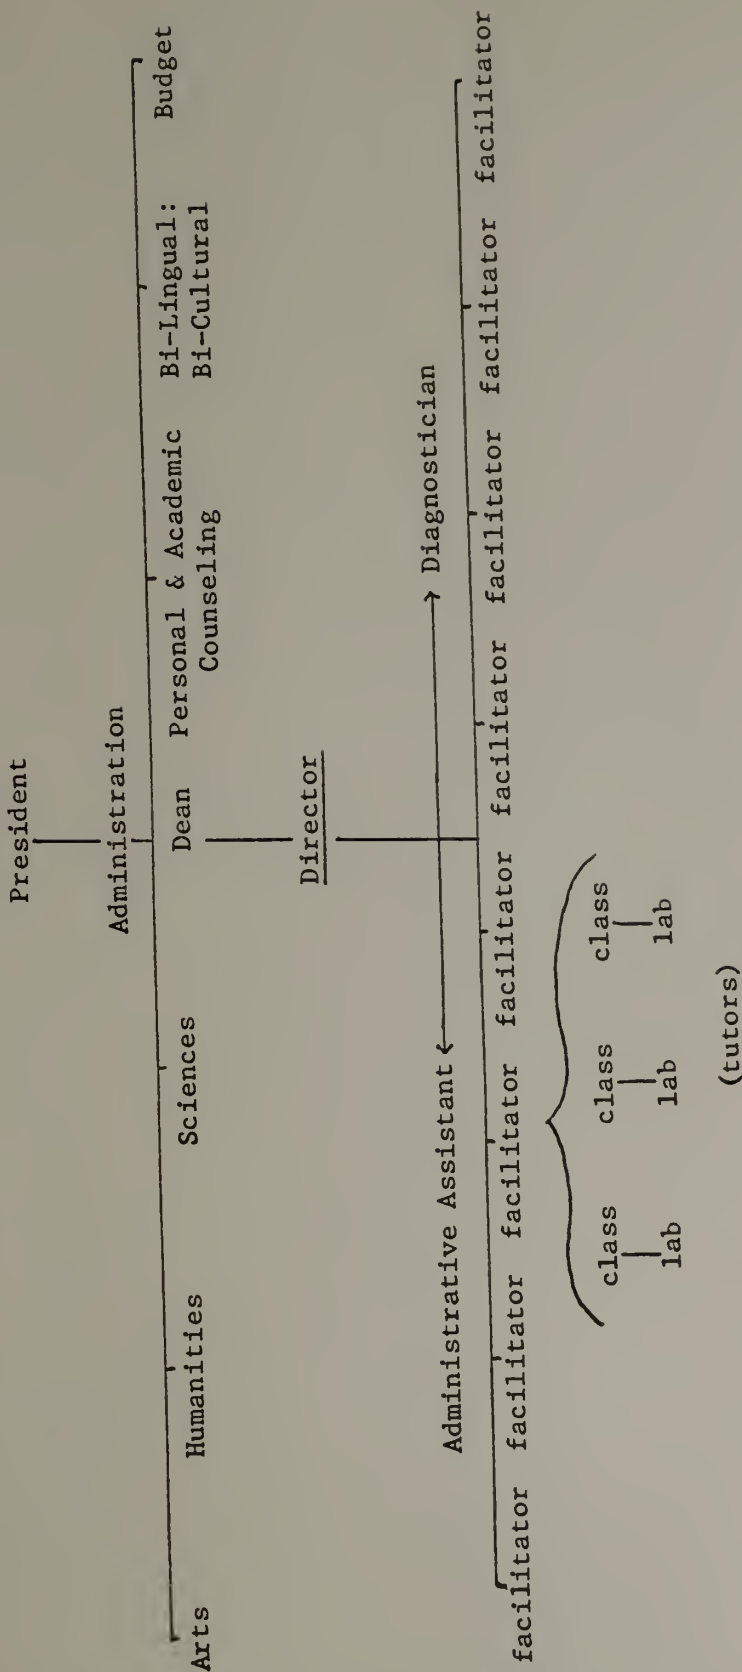 President
Administration
Arts Humanities Sciences Dean Personal & Academic Bi-Lingual: Budget
Counseling Bi-Cultural
Director
Administrative Assistant Diagnostician
facilitator facilitator facilitator facilitator facilitator facilitator facilitator facilitator
class class class
lab lab lab
(tutors)